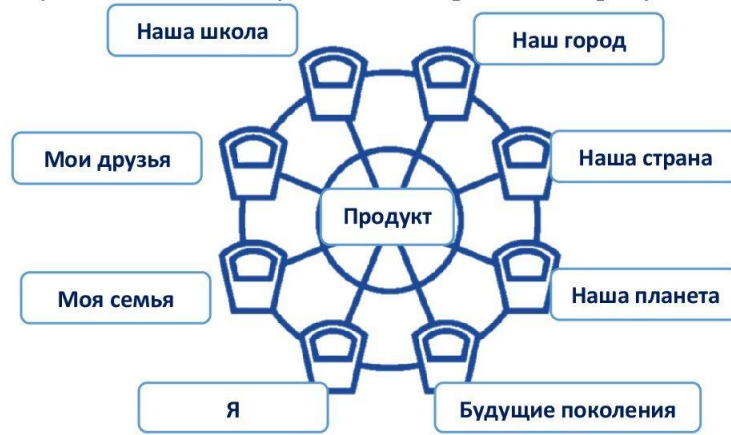 Наша школа
Наш город
Мои друзья
Наша страна
Продукт
Моя семья
Наша планета
Я
Будущие поколения